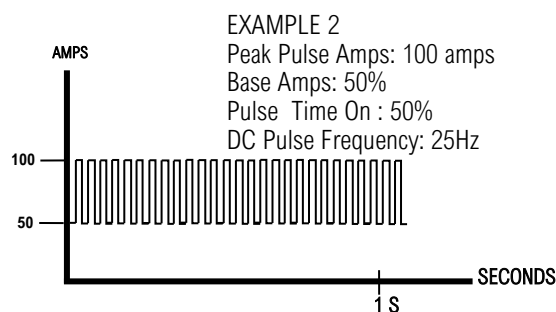 EXAMPLE 2
AMPS
Peak Pulse Amps: 100 amps
Base Amps: 50%
Pulse Time On : 50%
DC Pulse Frequency: 25Hz
100
50
SECONDS
1 S